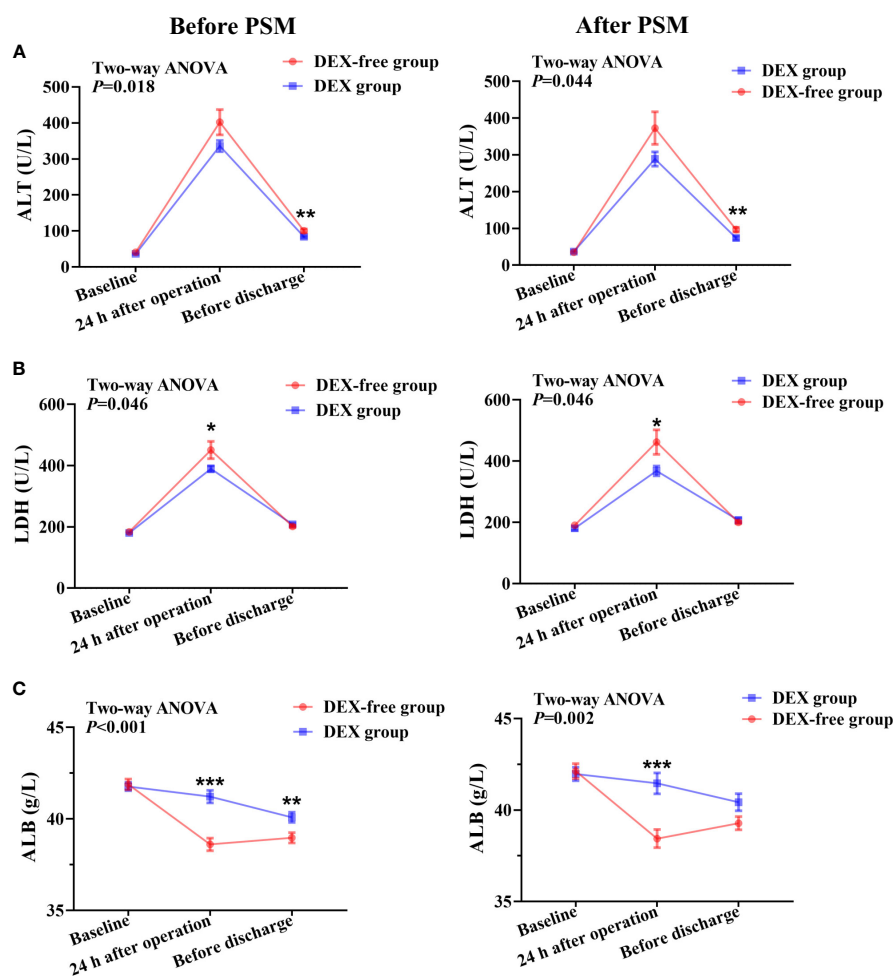 Before PSM
After PSM
A
Two-way ANOVA
P=0.018
DEX-free group
DEX group
ALT (U/L)
500
400
300
200
100
0
**
Baseline
24 h after operation
Before discharge
Two-way ANOVA
P=0.044
DEX group
DEX-free group
ALT (U/L)
500
400
300
200
100
0
**
Baseline
24 h after operation
Before discharge
B
Two-way ANOVA
P=0.046
DEX-free group
DEX group
LDH (U/L)
600
400
200
0
*
Baseline
24 h after operation
Before discharge
Two-way ANOVA
P=0.046
DEX group
DEX-free group
LDH (U/L)
600
400
200
0
*
Baseline
24 h after operation
Before discharge
C
Two-way ANOVA
P<0.001
DEX-free group
DEX group
ALB (g/L)
45
40
35
***
**
Baseline
24 h after operation
Before discharge
Two-way ANOVA
P=0.002
DEX group
DEX-free group
ALB (g/L)
45
40
35
***
Baseline
24 h after operation
Before discharge